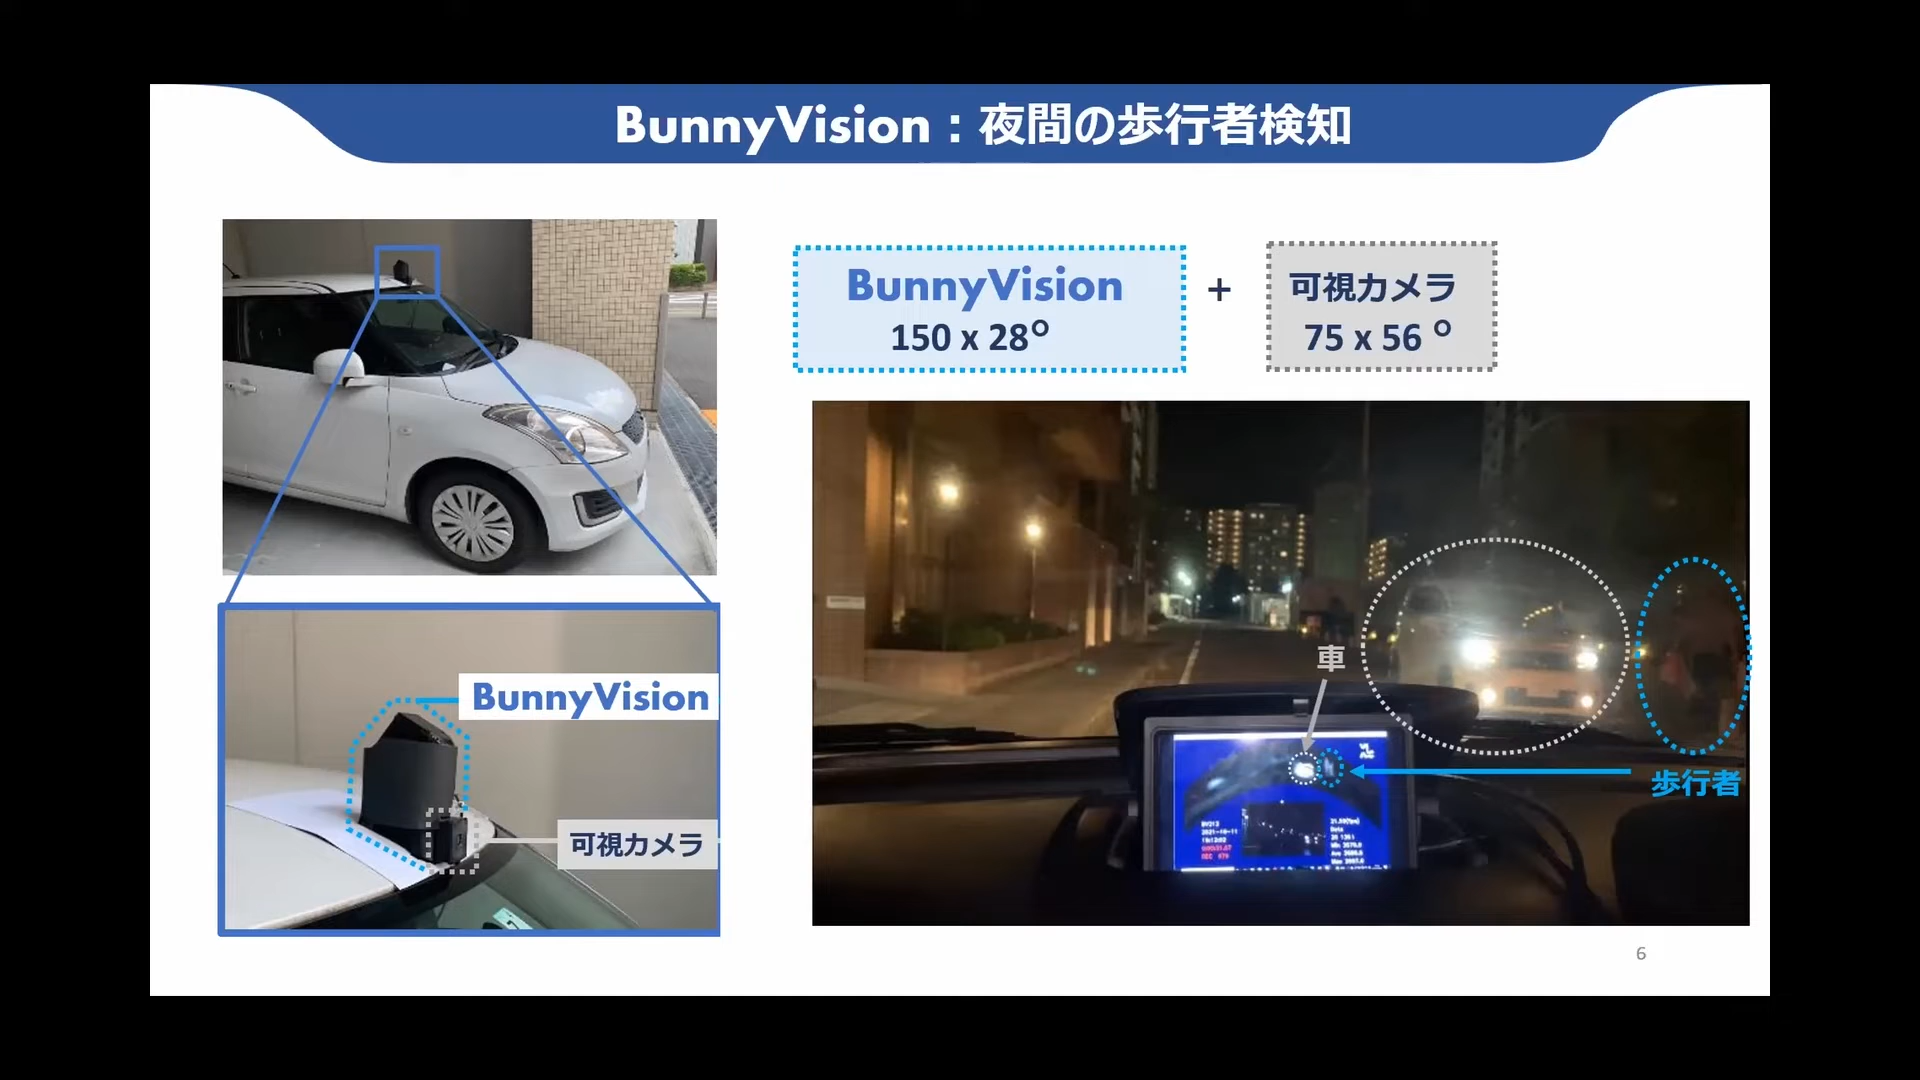 BunnyVision：夜間の歩行者検知
BunnyVision
150 x 28°
+
可視カメラ
75 x 56 °
BunnyVision
可視カメラ
車
歩行者
6